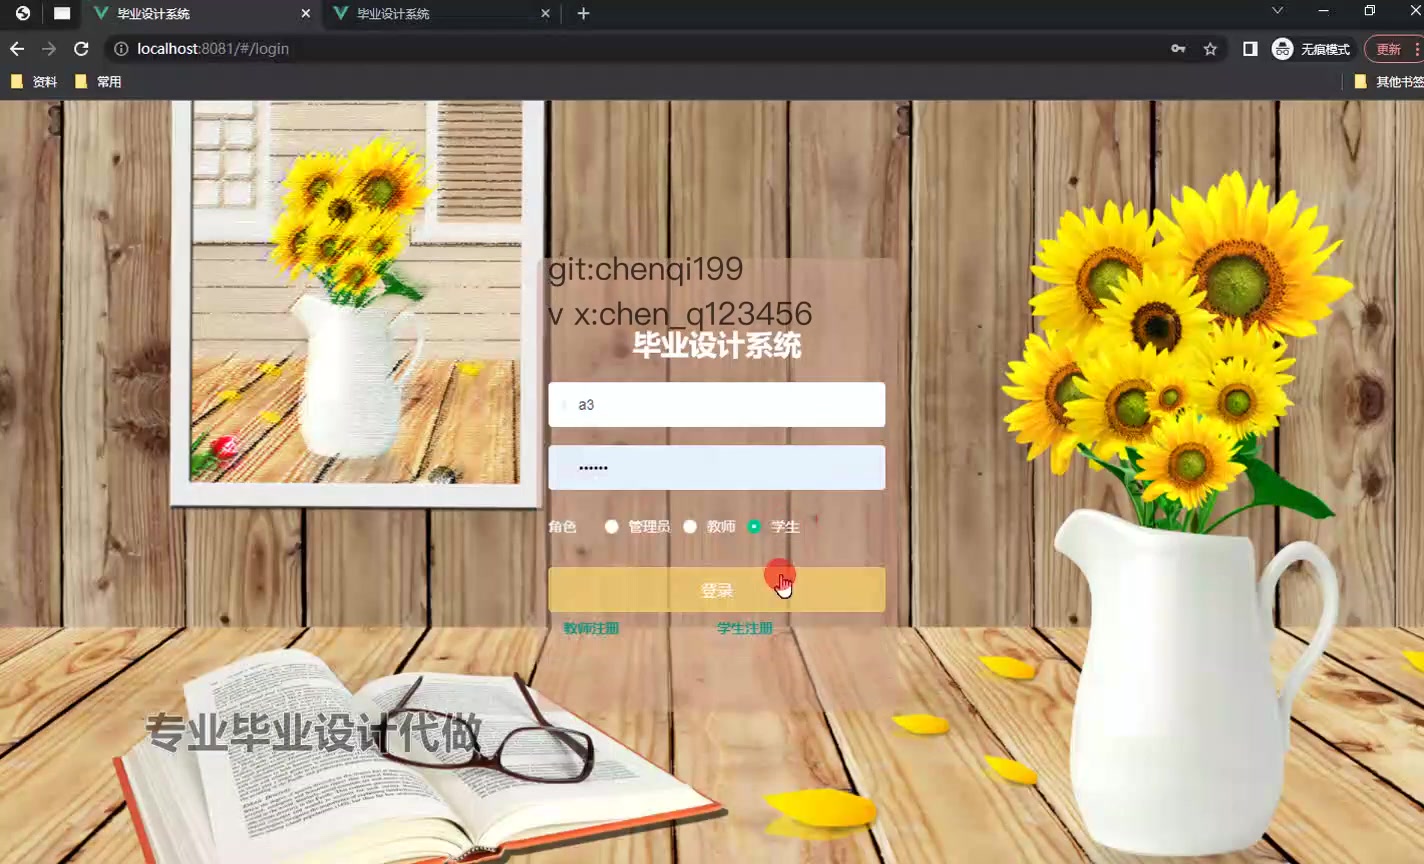 毕业设计系统
毕业设计系统
localhost:8081/#/login
无痕模式
更新
资料
常用
其他书签
git:chenqi199
v x:chen_q123456
毕业设计系统
a3
••••••
角色
管理员
教师
学生
登录
教师注册
学生注册
专业毕业设计代做